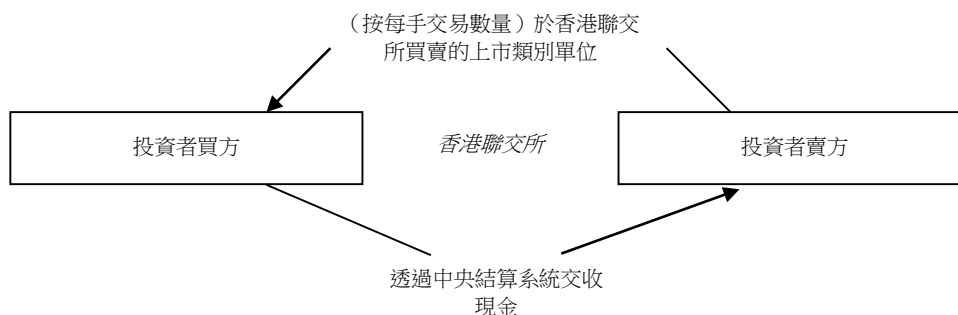 （按每手交易數量）於香港聯交
所買賣的上市類別單位
投資者買方
香港聯交所
投資者賣方
透過中央結算系統交收
現金